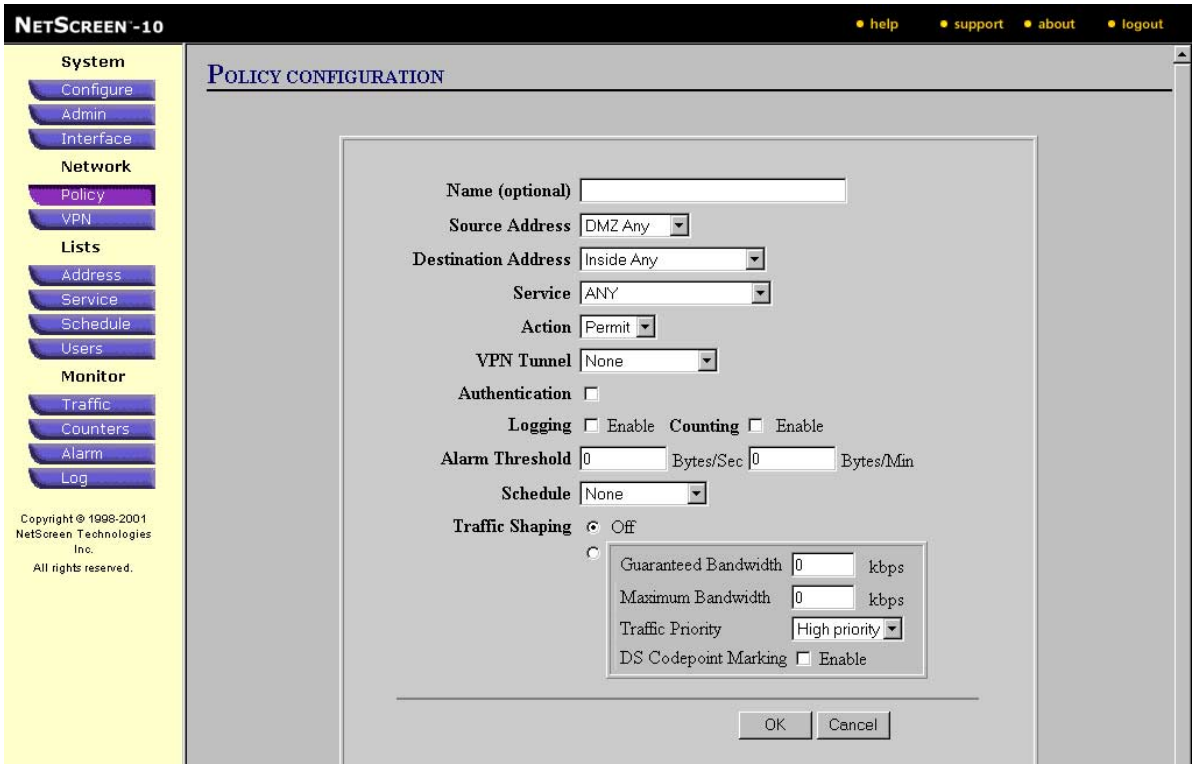 NETSCREEN™-10
help support about logout
System
Configure
Admin
Interface
Network
Policy
VPN
Lists
Address
Service
Schedule
Users
Monitor
Traffic
Counters
Alarm
Log
Copyright © 1998-2001
NetScreen Technologies
Inc.
All rights reserved.
POLICY CONFIGURATION
Name (optional)
Source Address DMZ Any
Destination Address Inside Any
Service ANY
Action Permit
VPN Tunnel None
Authentication
Logging Enable Counting Enable
Alarm Threshold 0 Bytes/Sec 0 Bytes/Min
Schedule None
Traffic Shaping Off
Guaranteed Bandwidth 0 kbps
Maximum Bandwidth 0 kbps
Traffic Priority High priority
DS Codepoint Marking Enable
OK Cancel